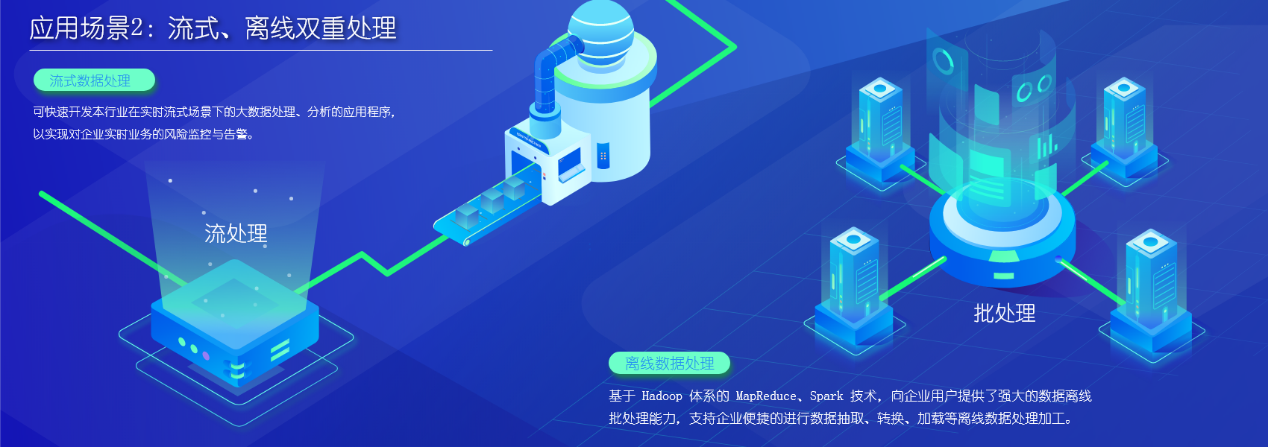 应用场景2：流式、离线双重处理
流式数据处理
可快速开发本行业在实时流式场景下的大数据处理、分析的应用程序，
以实现对企业实时业务的风险监控与告警。
流处理
批处理
离线数据处理
基于 Hadoop 体系的 MapReduce、Spark 技术，向企业用户提供了强大的数据离线
批处理能力，支持企业便捷的进行数据抽取、转换、加载等离线数据处理加工。